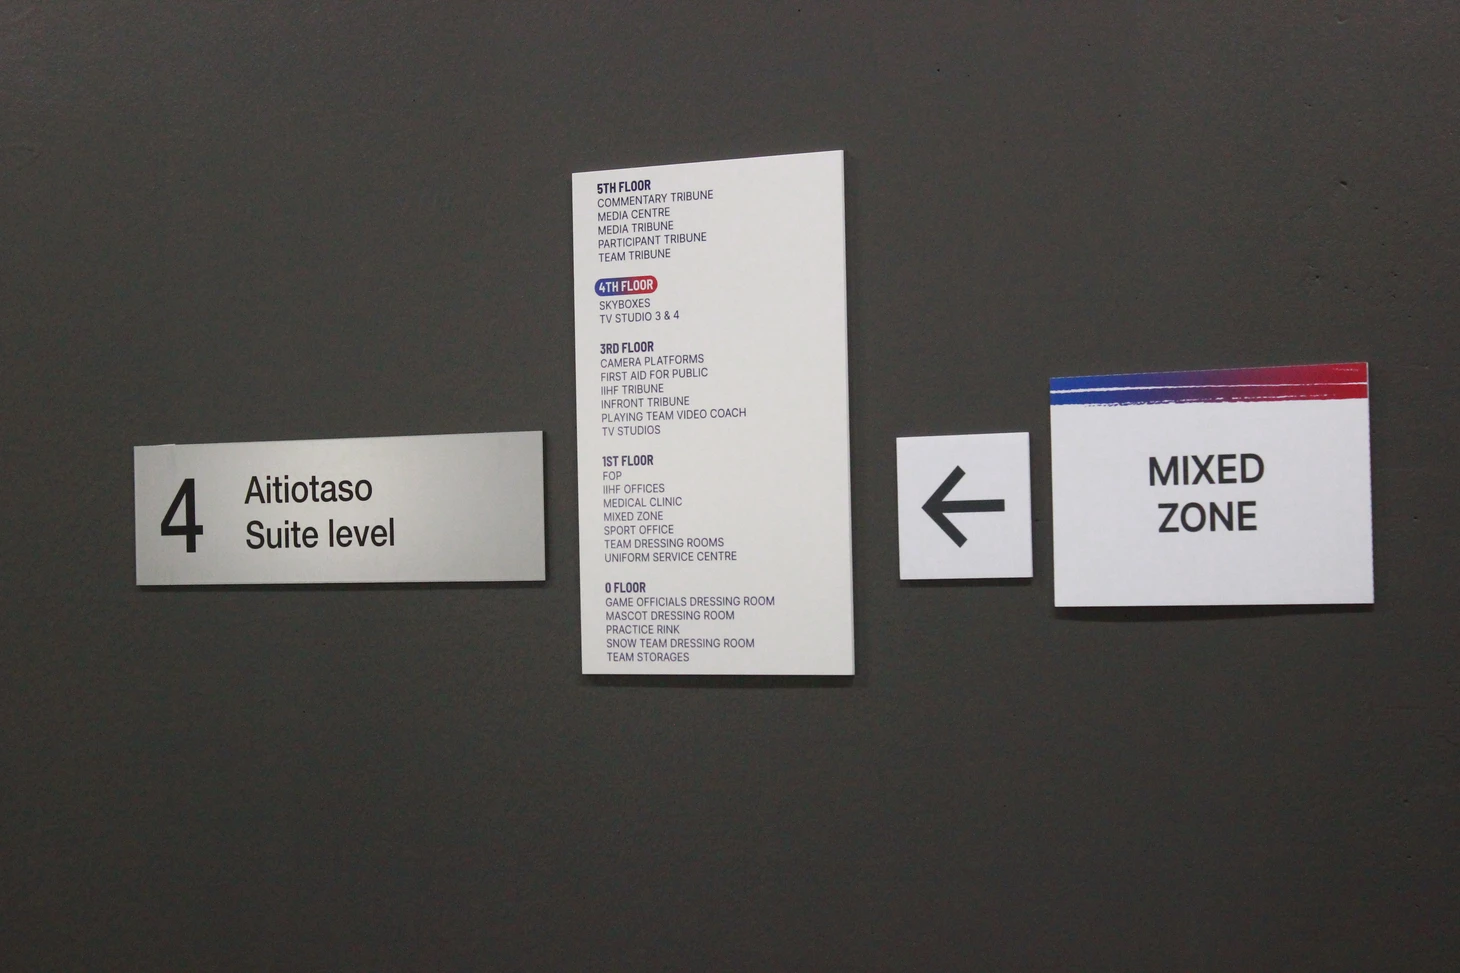 4
Aitiotaso
Suite level
5TH FLOOR
COMMENTARY TRIBUNE
MEDIA CENTRE
MEDIA TRIBUNE
PARTICIPANT TRIBUNE
TEAM TRIBUNE
4TH FLOOR
SKYBOXES
TV STUDIO 3 & 4
3RD FLOOR
CAMERA PLATFORMS
FIRST AID FOR PUBLIC
IIHF TRIBUNE
INFRONT TRIBUNE
PLAYING TEAM VIDEO COACH
TV STUDIOS
1ST FLOOR
FOP
IIHF OFFICES
MEDICAL CLINIC
MIXED ZONE
SPORT OFFICE
TEAM DRESSING ROOMS
UNIFORM SERVICE CENTRE
0 FLOOR
GAME OFFICIALS DRESSING ROOM
MASCOT DRESSING ROOM
PRACTICE RINK
SNOW TEAM DRESSING ROOM
TEAM STORAGES
MIXED
ZONE